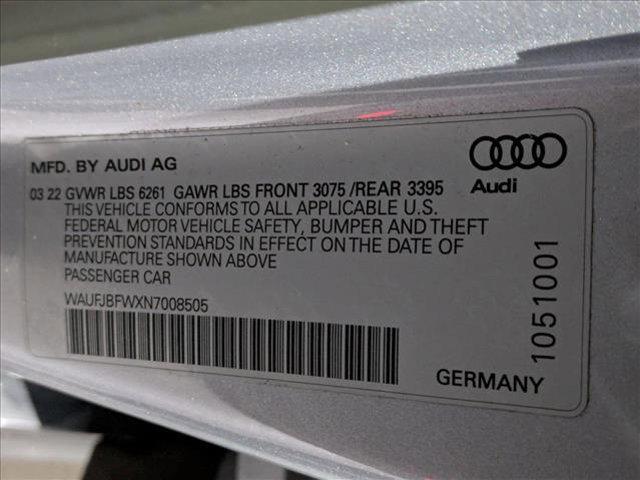 MFD. BY AUDI AG
03 22 GVWR LBS 6261 GAWR LBS FRONT 3075 /REAR 3395
THIS VEHICLE CONFORMS TO ALL APPLICABLE U.S.
FEDERAL MOTOR VEHICLE SAFETY, BUMPER AND THEFT
PREVENTION STANDARDS IN EFFECT ON THE DATE OF
MANUFACTURE SHOWN ABOVE
PASSENGER CAR
WAUFJBFWXN7008505
Audi
1051001
GERMANY